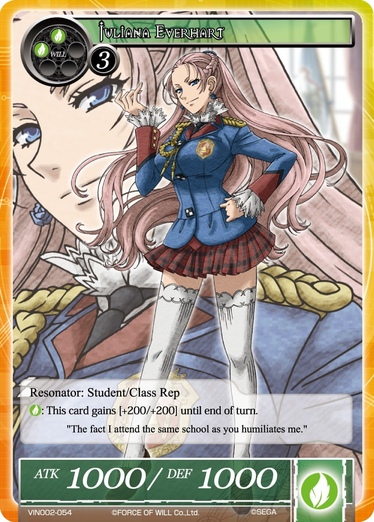 Juliana Everhart
WILL
3
Resonator: Student/Class Rep
: This card gains [+200/+200] until end of turn.
"The fact I attend the same school as you humiliates me."
ATK 1000 / DEF 1000
VIN002-054 ©FORCE OF WILL Co.,Ltd. ©SEGA